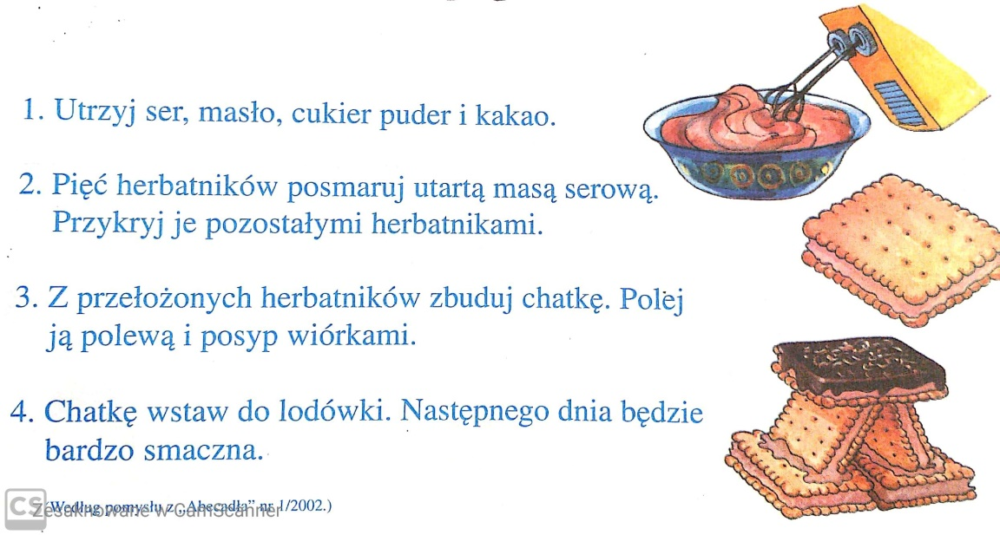 1. Utrzyj ser, masło, cukier puder i kakao.
2. Pięć herbatników posmaruj utartą masą serową.
Przykryj je pozostałymi herbatnikami.
3. Z przełożonych herbatników zbuduj chatkę. Polej
ją polewą i posyp wiórkami.
4. Chatkę wstaw do lodówki. Następnego dnia będzie
bardzo smaczna.
(Według pomysłu z „Abecadła” nr 1/2002.)
CS Zeskanowane w CamScanner